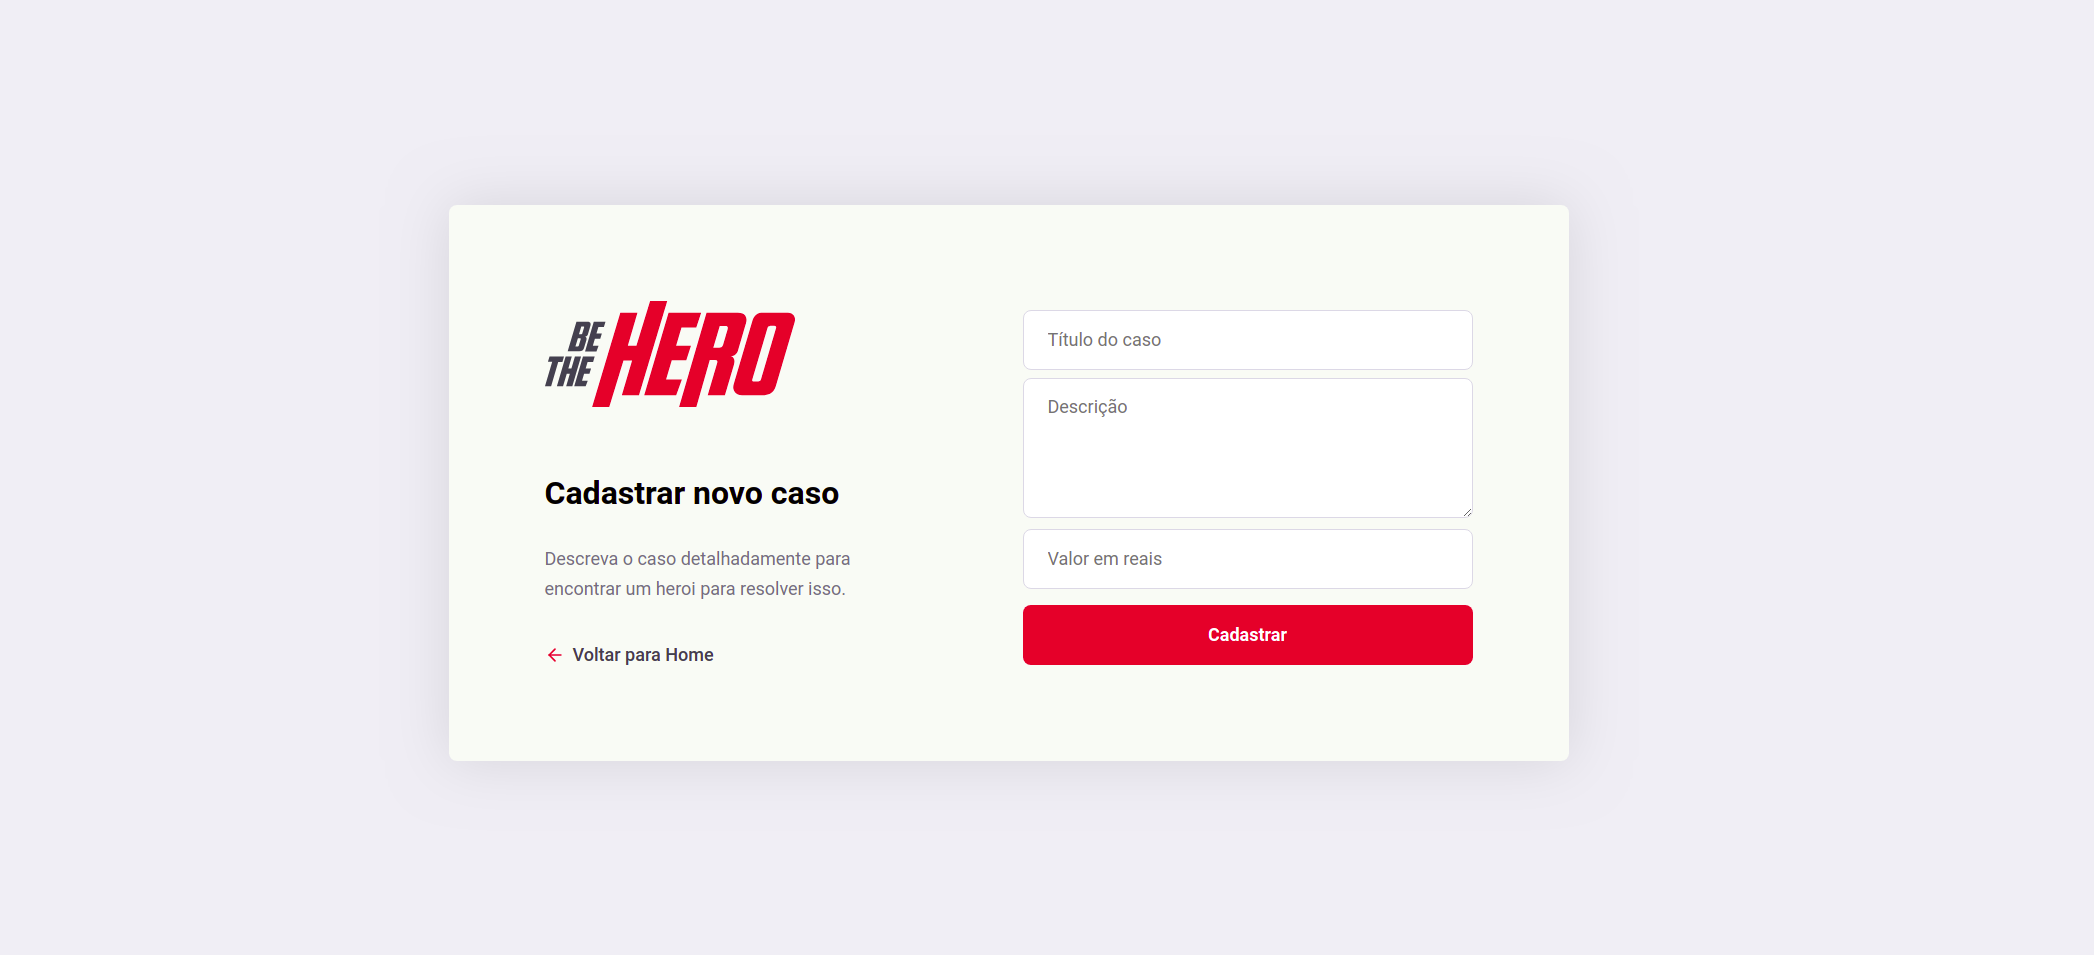 BE
THE
HERO
Cadastrar novo caso
Descreva o caso detalhadamente para
encontrar um heroi para resolver isso.
Voltar para Home
Título do caso
Descrição
Valor em reais
Cadastrar